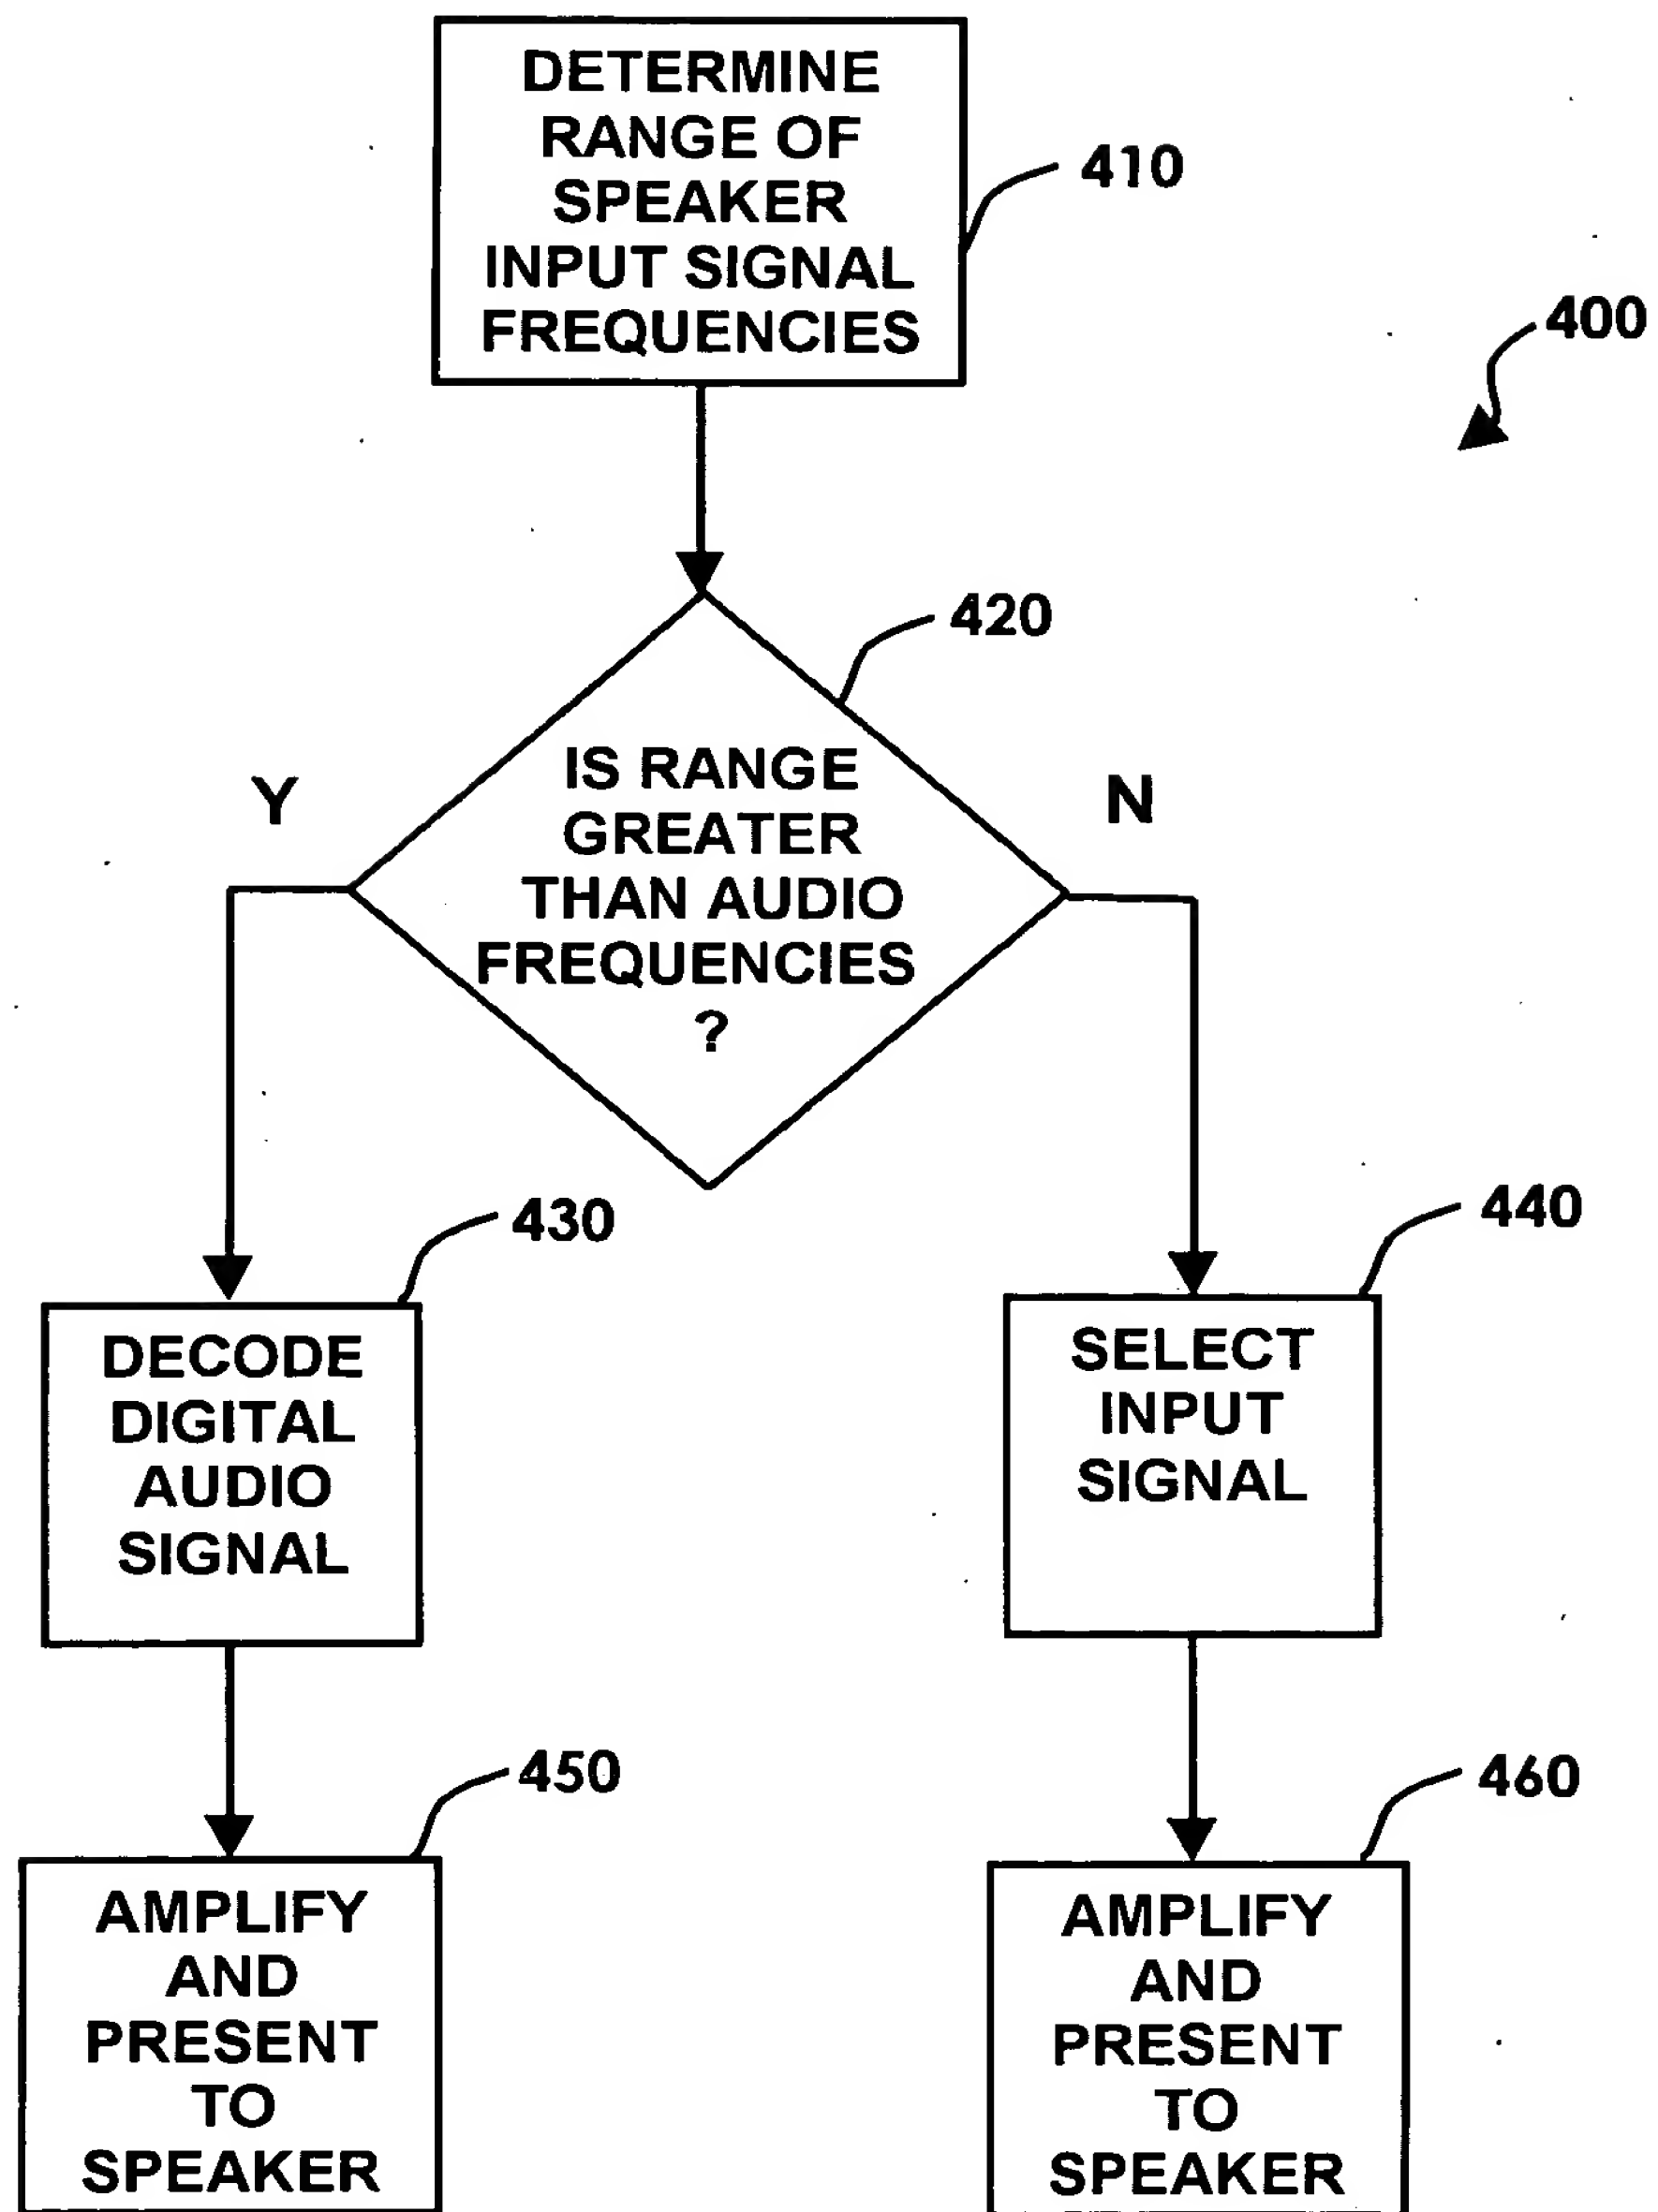 DETERMINE
RANGE OF
SPEAKER
INPUT SIGNAL
FREQUENCIES
410
400
420
IS RANGE
GREATER
THAN AUDIO
FREQUENCIES
?
Y
N
430
440
DECODE
DIGITAL
AUDIO
SIGNAL
SELECT
INPUT
SIGNAL
450
460
AMPLIFY
AND
PRESENT
TO
SPEAKER
AMPLIFY
AND
PRESENT
TO
SPEAKER